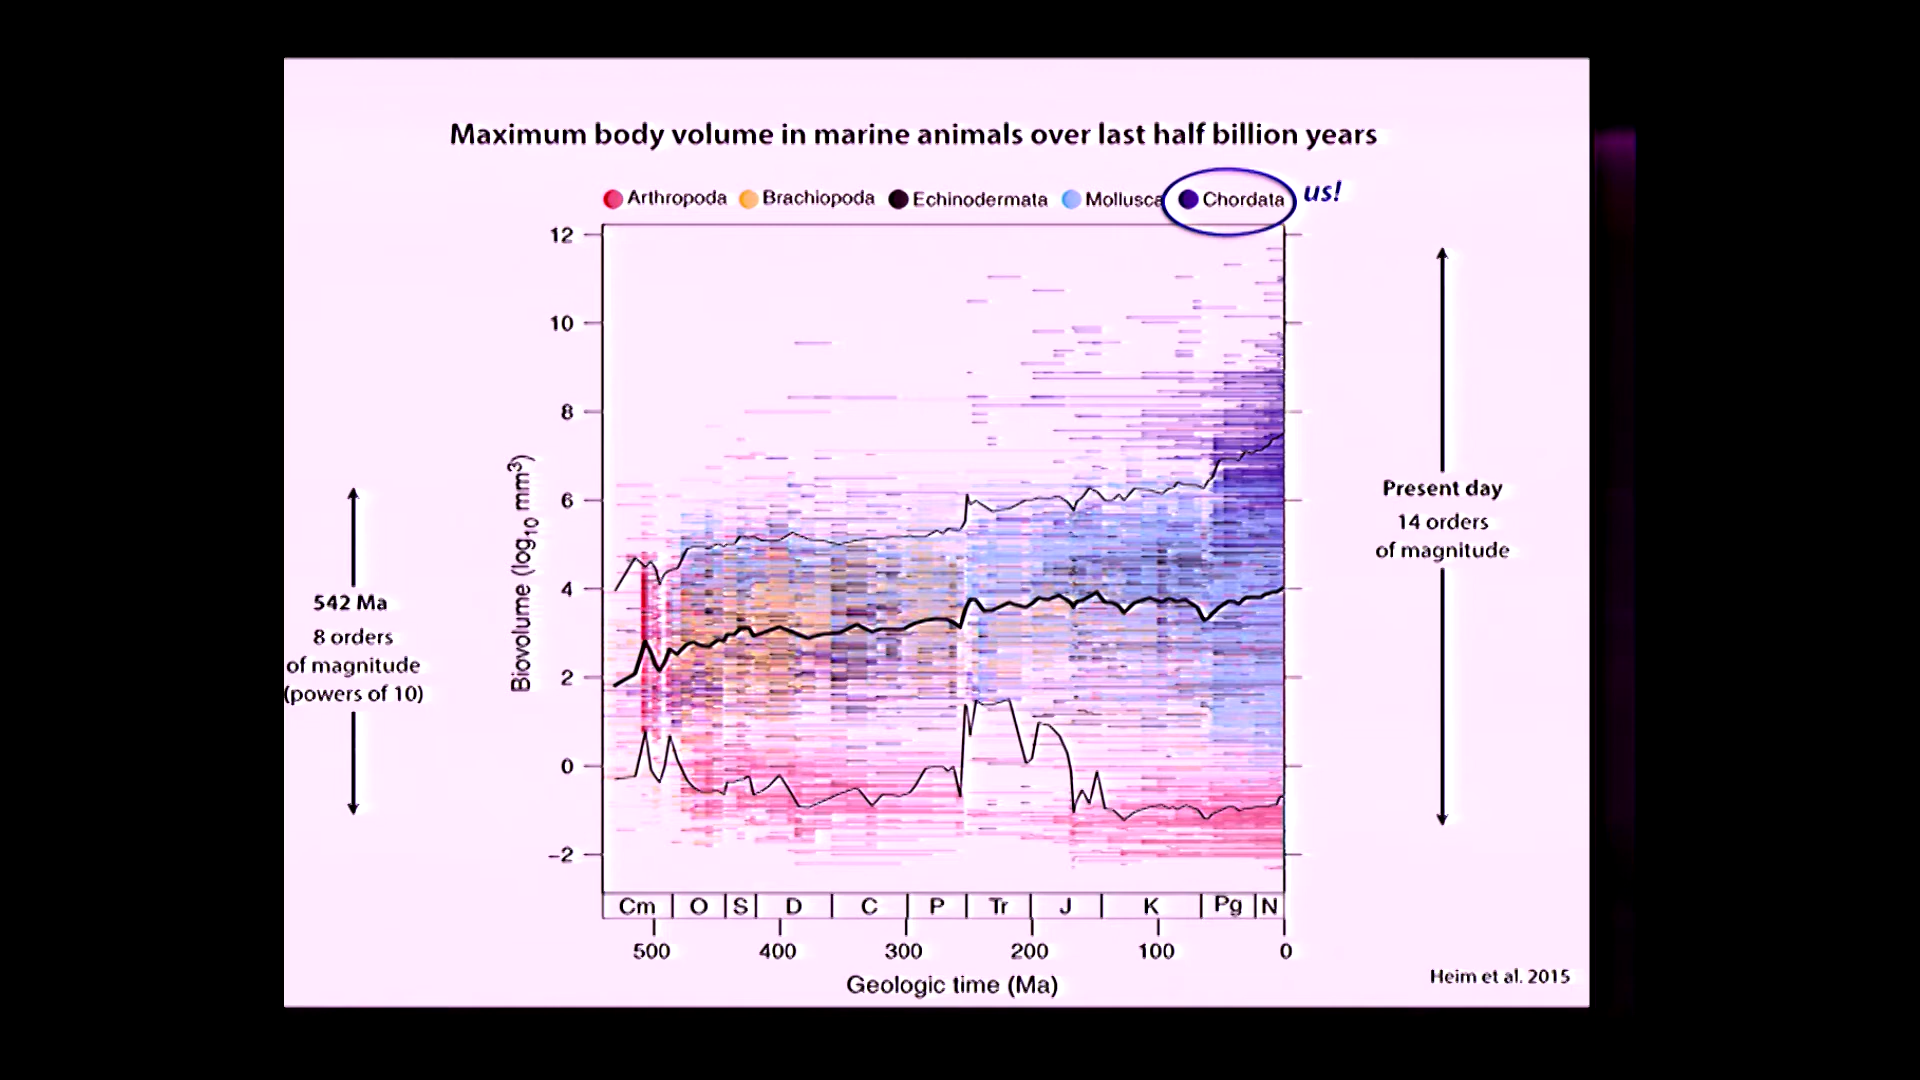 Maximum body volume in marine animals over last half billion years
Arthropoda Brachiopoda Echinodermata Mollusca Chordata us!
12
10
8
6
4
2
0
−2
Biovolume (log10 mm3)
542 Ma
8 orders
of magnitude
(powers of 10)
Present day
14 orders
of magnitude
Cm O S D C P Tr J K Pg N
500 400 300 200 100 0
Geologic time (Ma)
Heim et al. 2015